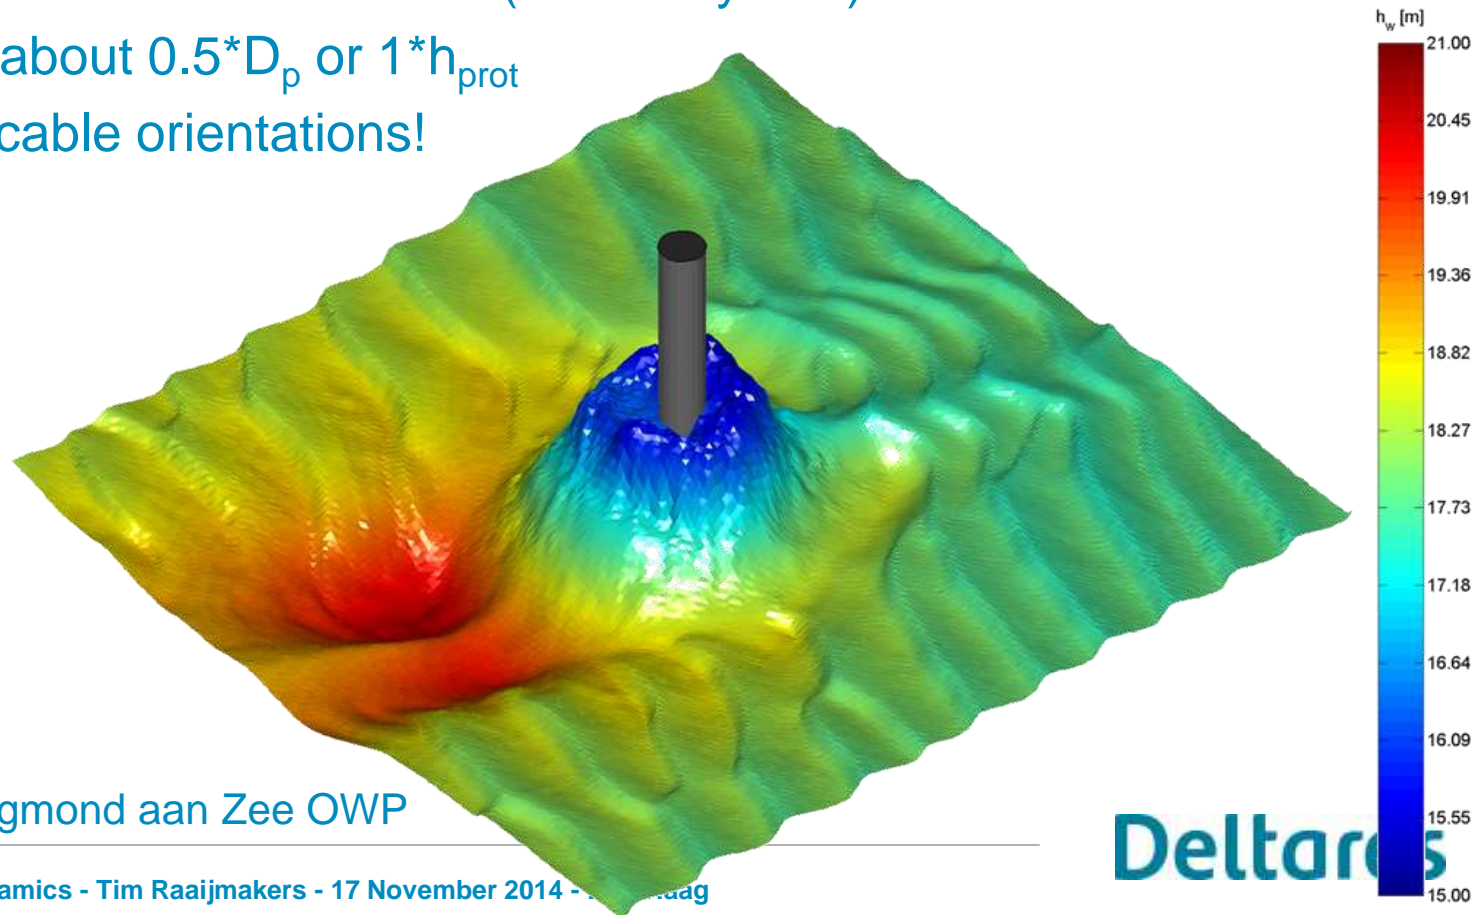 about 0.5*Dp or 1*hprot
cable orientations!
hw [m]
21.00
20.45
19.91
19.36
18.82
18.27
17.73
17.18
16.64
16.09
15.55
15.00
gmond aan Zee OWP
Deltares
amics - Tim Raaijmakers - 17 November 2014 -